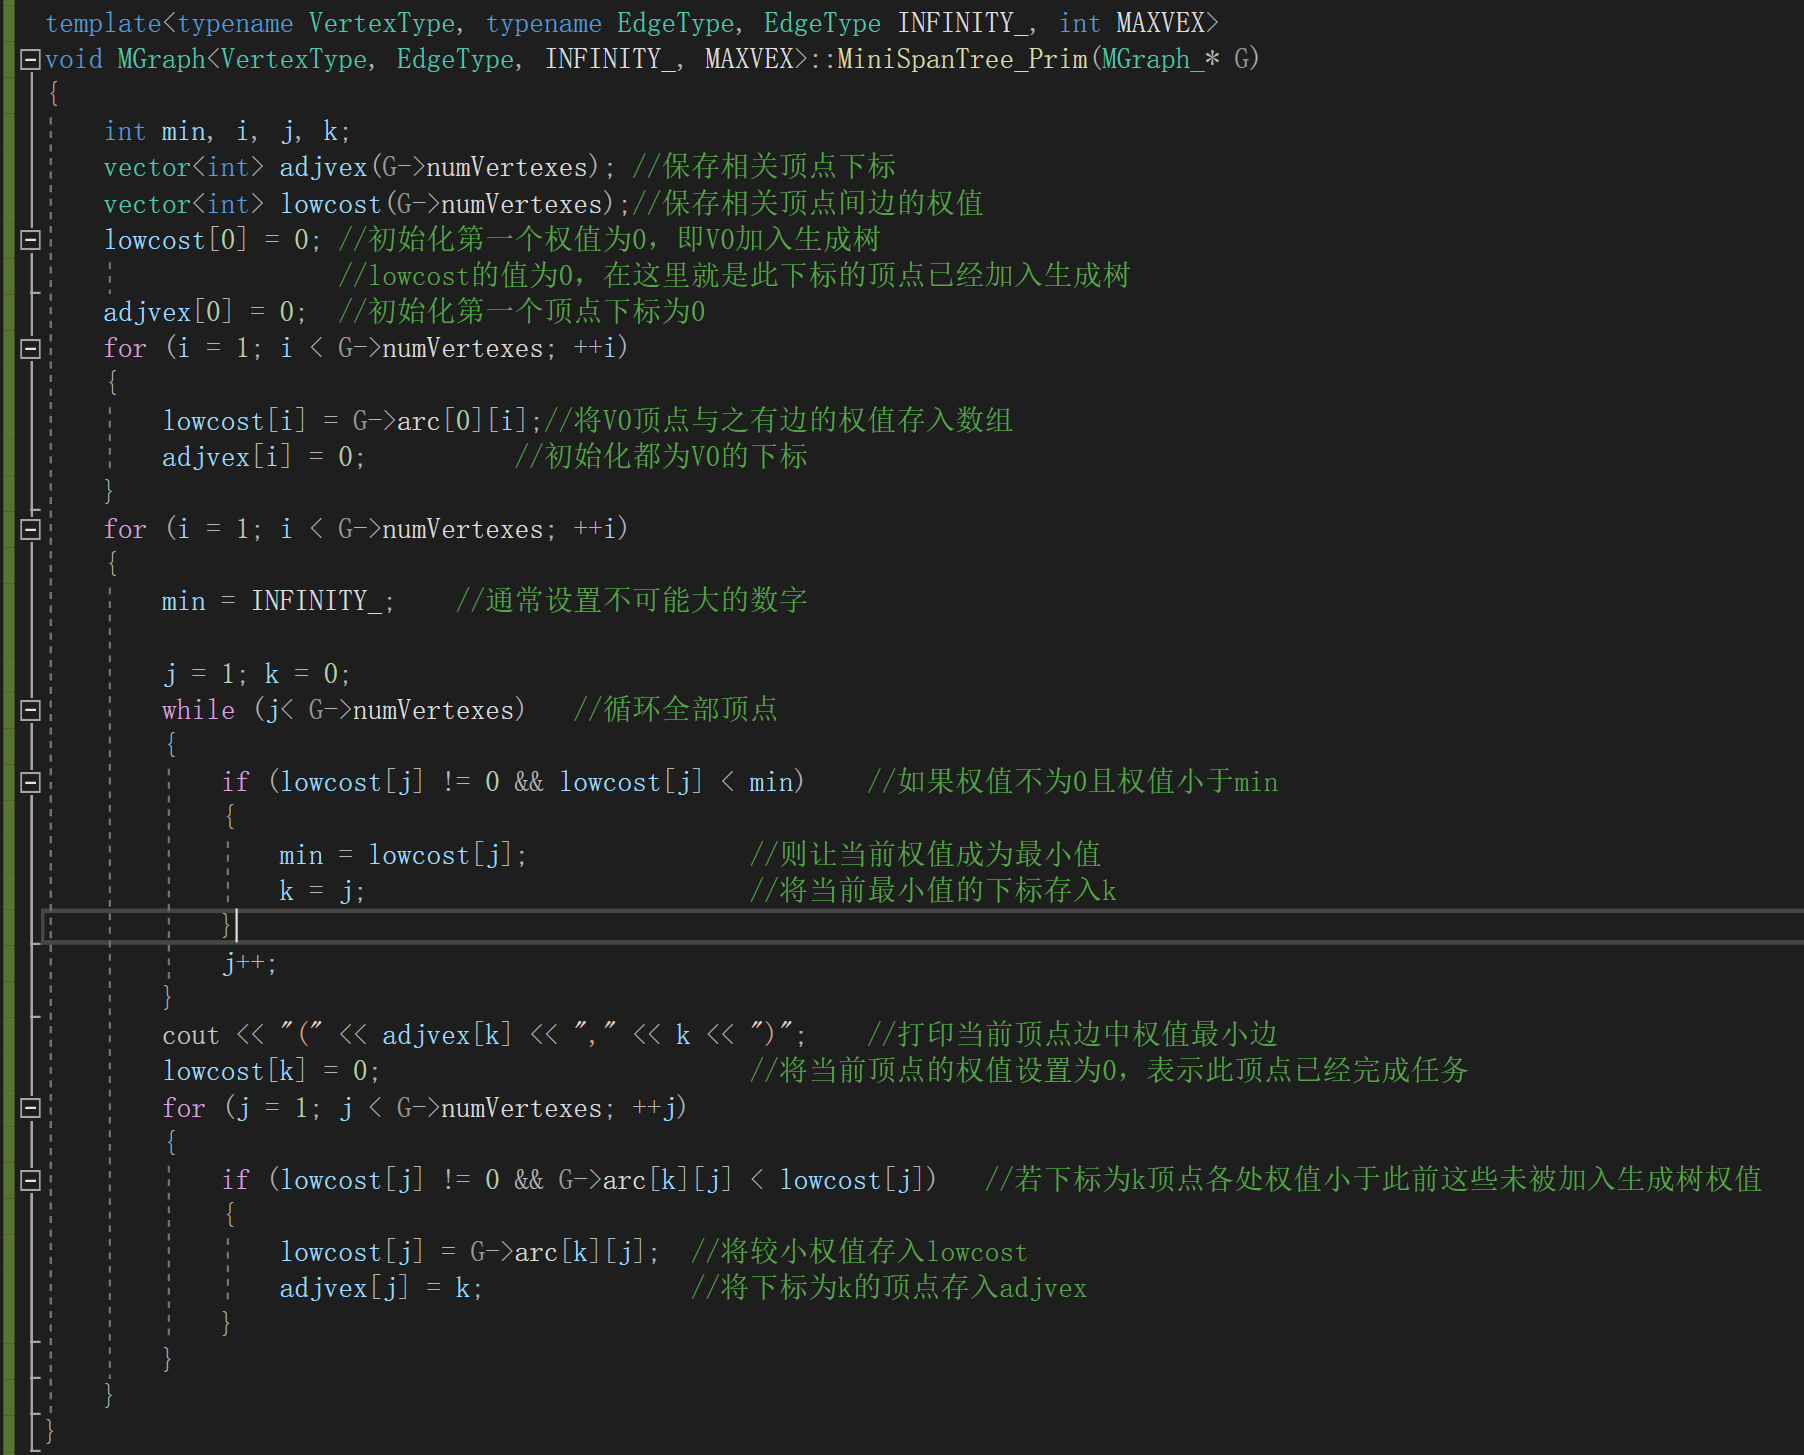 template<typename VertexType, typename EdgeType, EdgeType INFINITY_, int MAXVEX>
void MGraph<VertexType, EdgeType, INFINITY_, MAXVEX>::MiniSpanTree_Prim(MGraph_* G)
{
int min, i, j, k;
vector<int> adjvex(G->numVertexes); //保存相关顶点下标
vector<int> lowcost(G->numVertexes);//保存相关顶点间边的权值
lowcost[0] = 0; //初始化第一个权值为0，即V0加入生成树
//lowcost的值为0，在这里就是此下标的顶点已经加入生成树
adjvex[0] = 0; //初始化第一个顶点下标为0
for (i = 1; i < G->numVertexes; ++i)
{
lowcost[i] = G->arc[0][i];//将V0顶点与之有边的权值存入数组
adjvex[i] = 0; //初始化都为V0的下标
}
for (i = 1; i < G->numVertexes; ++i)
{
min = INFINITY_; //通常设置不可能大的数字
j = 1; k = 0;
while (j< G->numVertexes) //循环全部顶点
{
if (lowcost[j] != 0 && lowcost[j] < min) //如果权值不为0且权值小于min
{
min = lowcost[j]; //则让当前权值成为最小值
k = j; //将当前最小值的下标存入k
}
j++;
}
cout << "(" << adjvex[k] << "," << k << ")"; //打印当前顶点边中权值最小边
lowcost[k] = 0; //将当前顶点的权值设置为0，表示此顶点已经完成任务
for (j = 1; j < G->numVertexes; ++j)
{
if (lowcost[j] != 0 && G->arc[k][j] < lowcost[j]) //若下标为k顶点各处权值小于此前这些未被加入生成树权值
{
lowcost[j] = G->arc[k][j]; //将较小权值存入lowcost
adjvex[j] = k; //将下标为k的顶点存入adjvex
}
}
}
}